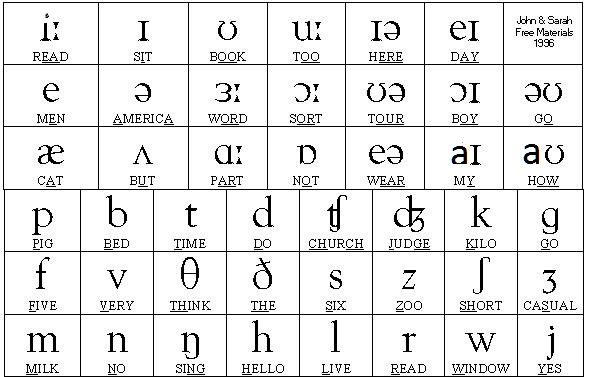 iː ɪ ʊ uː ɪə eɪ John & Sarah
Free Materials
1996
READ SIT BOOK TOO HERE DAY
e ə ɜː ɔː ʊə ɔɪ əʊ
MEN AMERICA WORD SORT TOUR BOY GO
æ ʌ ɑː ɒ eə aɪ aʊ
CAT BUT PART NOT WEAR MY HOW
p b t d ʧ ʤ k g
PIG BED TIME DO CHURCH JUDGE KILO GO
f v θ ð s z ʃ ʒ
FIVE VERY THINK THE SIX ZOO SHORT CASUAL
m n ŋ h l r w j
MILK NO SING HELLO LIVE READ WINDOW YES